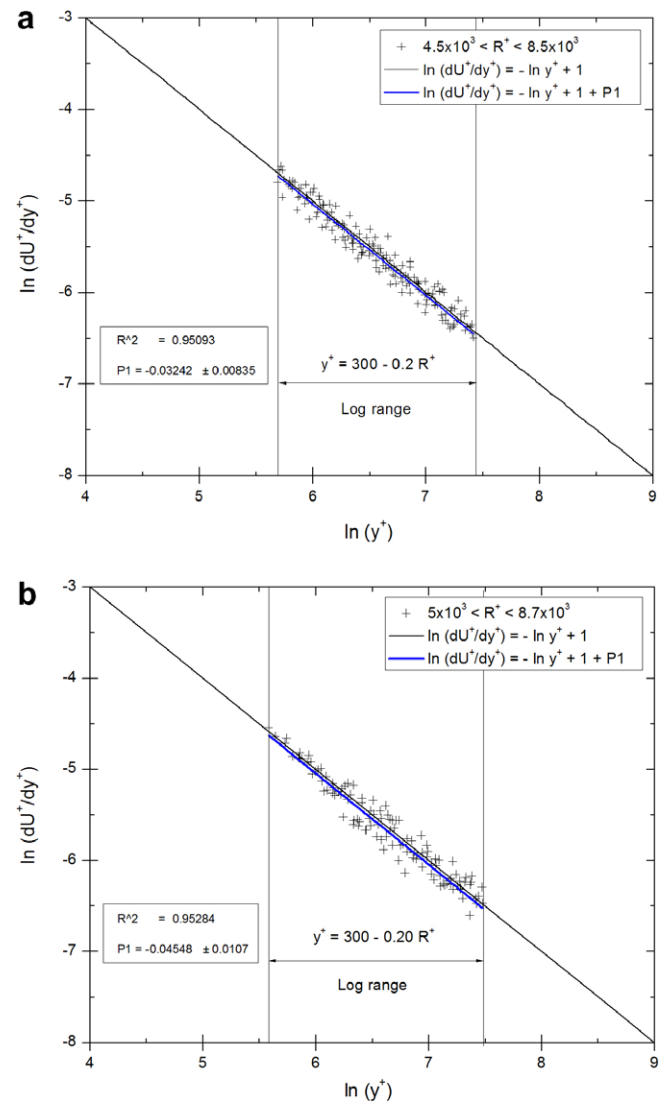 a
-3
-4
-5
-6
-7
-8
4 5 6 7 8 9
ln (dU⁺/dy⁺)
ln (y⁺)
4.5x10³ < R⁺ < 8.5x10³
ln (dU⁺/dy⁺) = - ln y⁺ + 1
ln (dU⁺/dy⁺) = - ln y⁺ + 1 + P1
R^2 = 0.95093
P1 = -0.03242 ± 0.00835
y⁺ = 300 - 0.2 R⁺
Log range
b
-3
-4
-5
-6
-7
-8
4 5 6 7 8 9
ln (dU⁺/dy⁺)
ln (y⁺)
5x10³ < R⁺ < 8.7x10³
ln (dU⁺/dy⁺) = - ln y⁺ + 1
ln (dU⁺/dy⁺) = - ln y⁺ + 1 + P1
R^2 = 0.95284
P1 = -0.04548 ± 0.0107
y⁺ = 300 - 0.20 R⁺
Log range